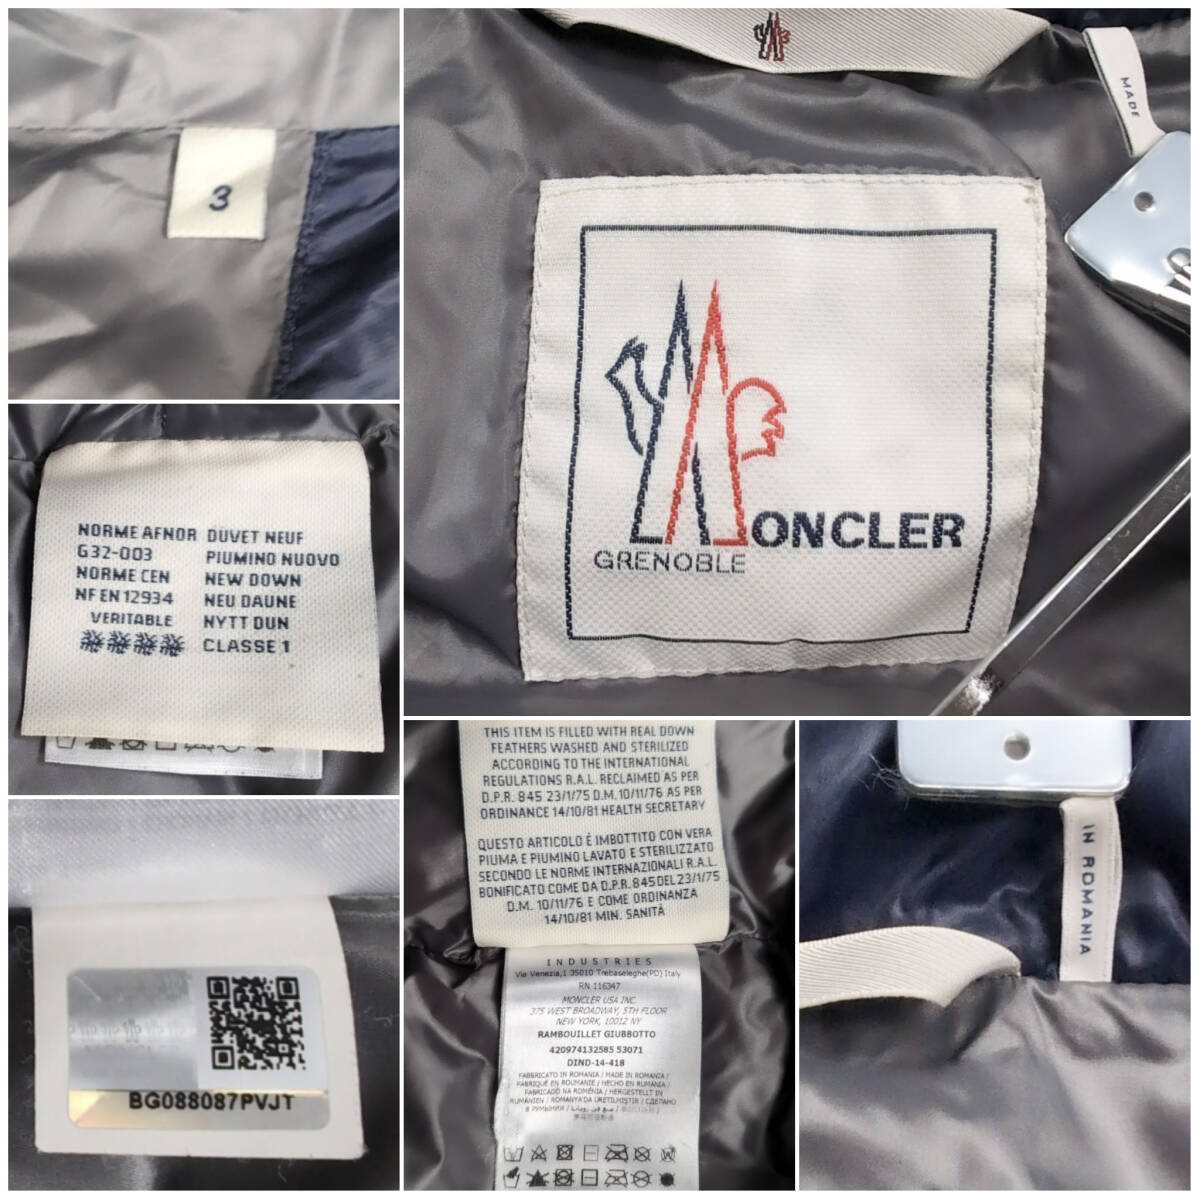 3
MADE
MONCLER
GRENOBLE
NORME AFNOR DUVET NEUF
G32-003 PIUMINO NUOVO
NORME CEN NEW DOWN
NF EN 12934 NEU DAUNE
VERITABLE NYTT DUN
CLASSE 1
THIS ITEM IS FILLED WITH REAL DOWN
FEATHERS WASHED AND STERILIZED
ACCORDING TO THE INTERNATIONAL
REGULATIONS R.A.L. RECLAIMED AS PER
D.P.R. 845 23/1/75 D.M. 10/11/76 AS PER
ORDINANCE 14/10/81 HEALTH SECRETARY
QUESTO ARTICOLO È IMBOTTITO CON VERA
PIUMA E PIUMINO LAVATO E STERILIZZATO
SECONDO LE NORME INTERNAZIONALI R.A.L.
BONIFICATO COME DA D.P.R. 845 DEL 23/1/75
D.M. 10/11/76 E COME ORDINANZA
14/10/81 MIN. SANITÀ
INDUSTRIES
Via Venezia,1 35010 Trebaseleghe(PD) Italy
RN 116347
MONCLER USA INC.
375 WEST BROADWAY, 5TH FLOOR
NEW YORK, 10012 NY
RAMBOUILLET GIUBBOTTO
420974132585 53071
DIND-14-418
FABBRICATO IN ROMANIA / MADE IN ROMANIA /
FABRIQUÉ EN ROUMANIE / HECHO EN RUMANIA /
FABRICADO NA ROMÉNIA / HERGESTELLT IN
RUMÄNIEN / ROMANYA'DA ÜRETILMIŞTIR / СДЕЛАНО
В РУМЫНИИ /
IN ROMANIA
BG088087PVJT